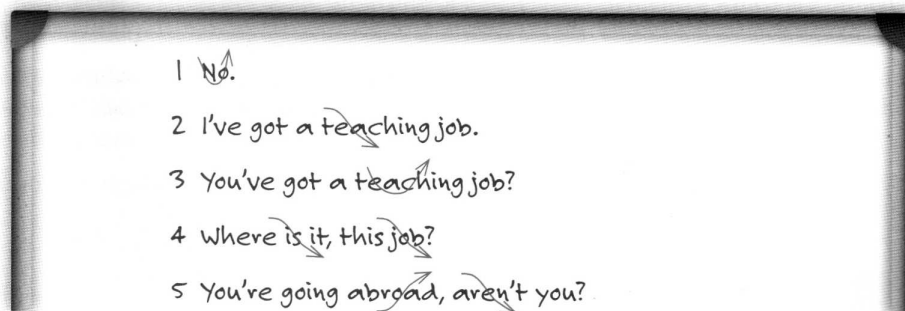 1 No.
2 I've got a teaching job.
3 You've got a teaching job?
4 Where is it, this job?
5 You're going abroad, aren't you?